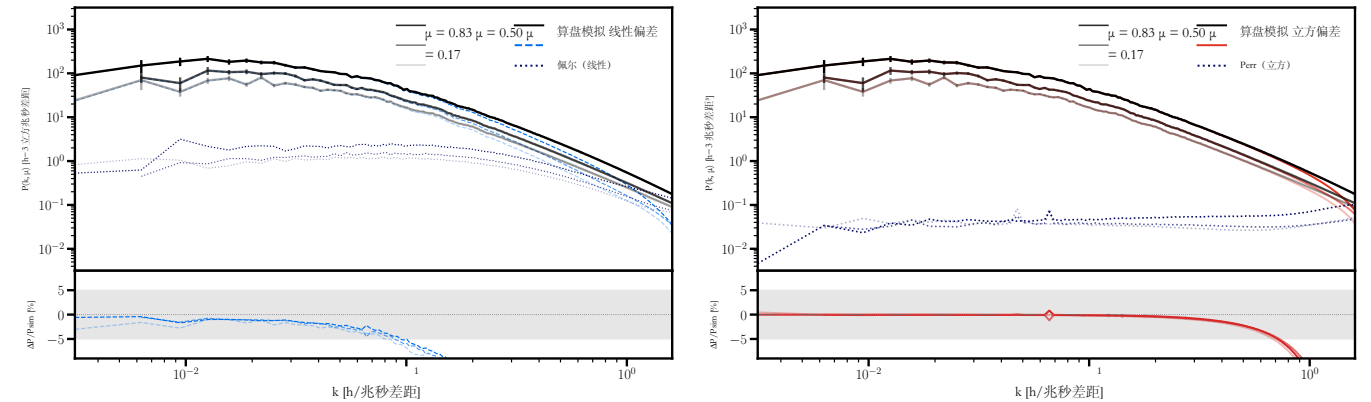 μ = 0.83 μ = 0.50 μ
= 0.17
算盘模拟 线性偏差
佩尔（线性）
P(k, μ) [h−3 立方兆秒差距]
10³
10²
10¹
10⁰
10⁻¹
10⁻²
ΔP/Psim [%]
5
0
−5
10⁻²
1
10⁰
k [h/兆秒差距]
μ = 0.83 μ = 0.50 μ
= 0.17
算盘模拟 立方偏差
Perr（立方）
P(k, μ) [h−3 兆秒差距³]
10³
10²
10¹
10⁰
10⁻¹
10⁻²
ΔP/Psim [%]
5
0
−5
10⁻²
1
10⁰
k [h/兆秒差距]